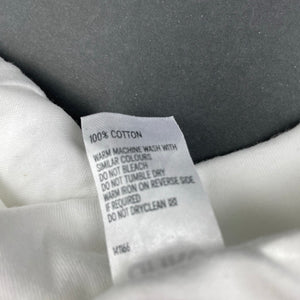 100% COTTON
WARM MACHINE WASH WITH
SIMILAR COLOURS
DO NOT BLEACH
DO NOT TUMBLE DRY
WARM IRON ON REVERSE SIDE
IF REQUIRED
DO NOT DRYCLEAN